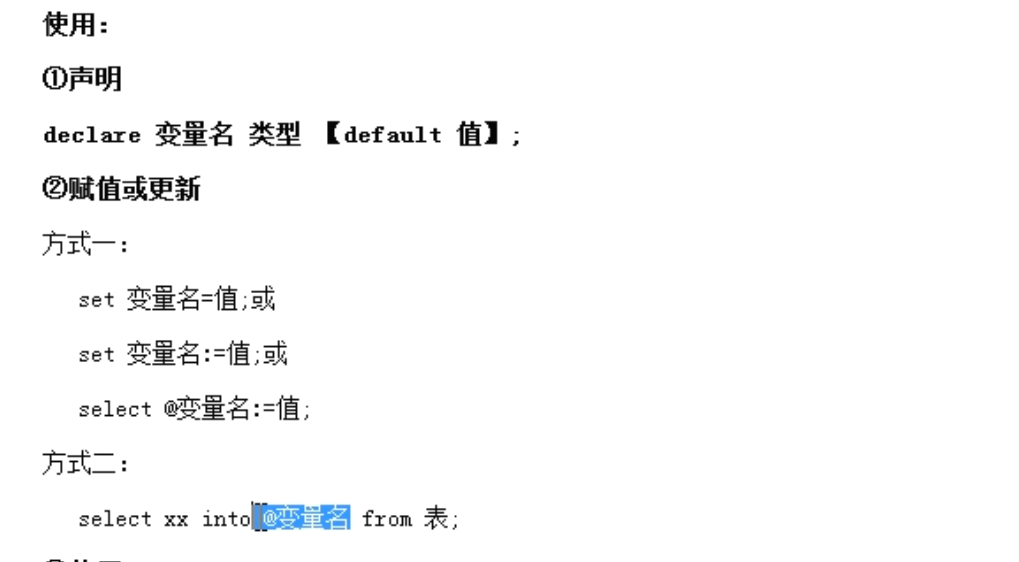 使用：
①声明
declare 变量名 类型 【default 值】;
②赋值或更新
方式一：
set 变量名=值;或
set 变量名:=值;或
select @变量名:=值;
方式二：
select xx into @变量名 from 表;